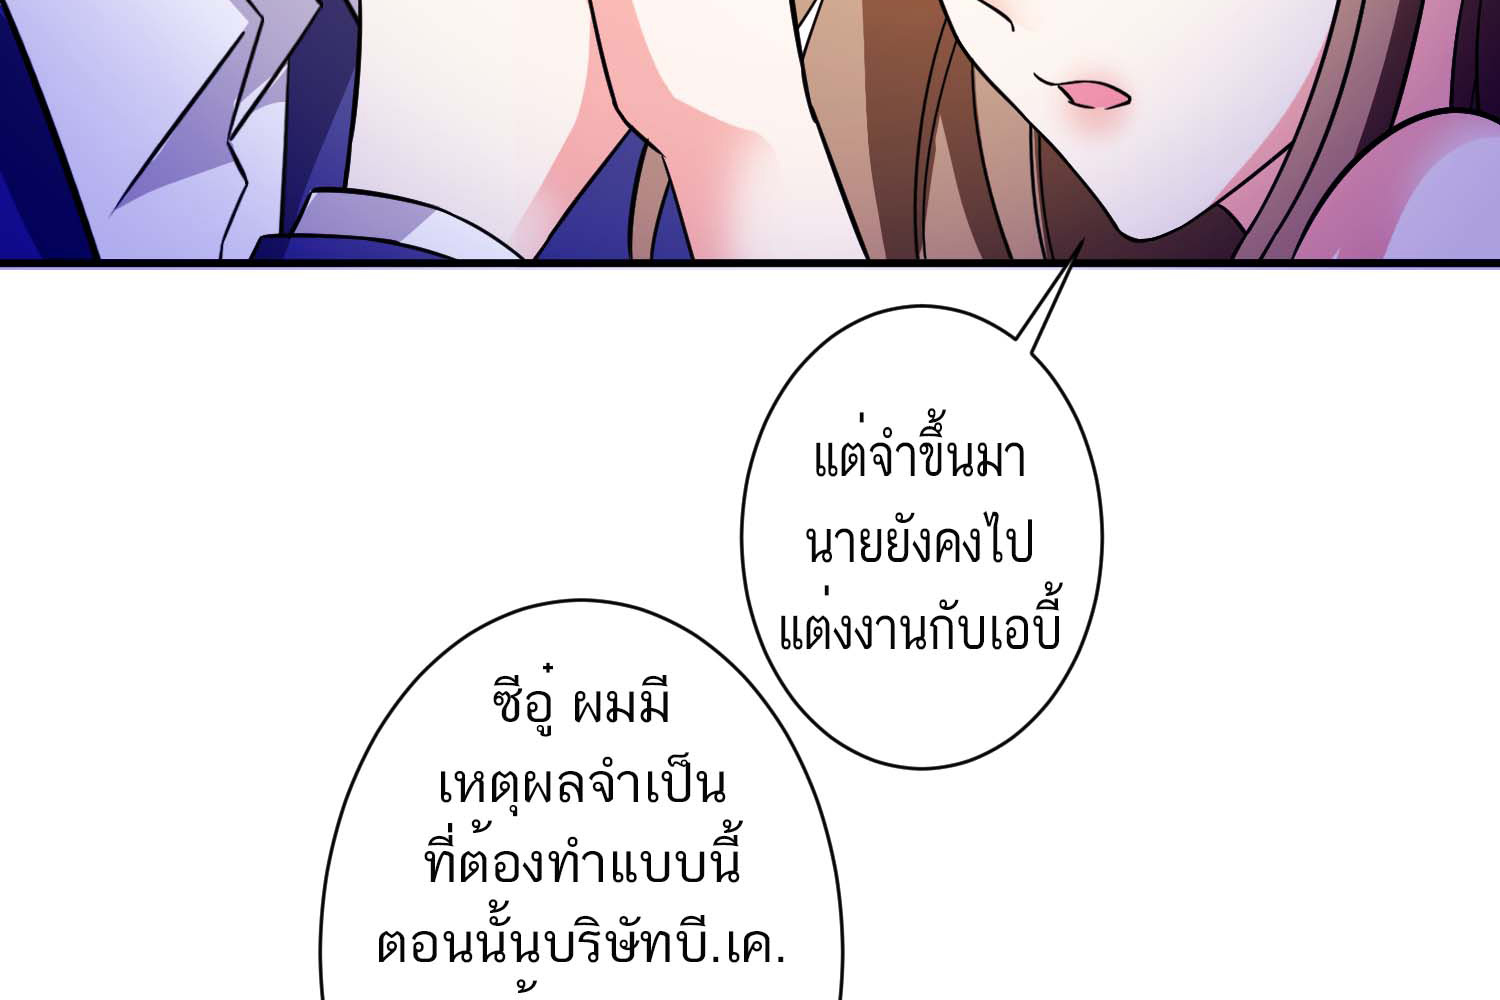 แต่จำขึ้นมา
นายยังคงไป
แต่งงานกับเอบี้
ซีอู๋ ผมมี
เหตุผลจำเป็น
ที่ต้องทำแบบนี้
ตอนนั้นบริษัทบี.เค.